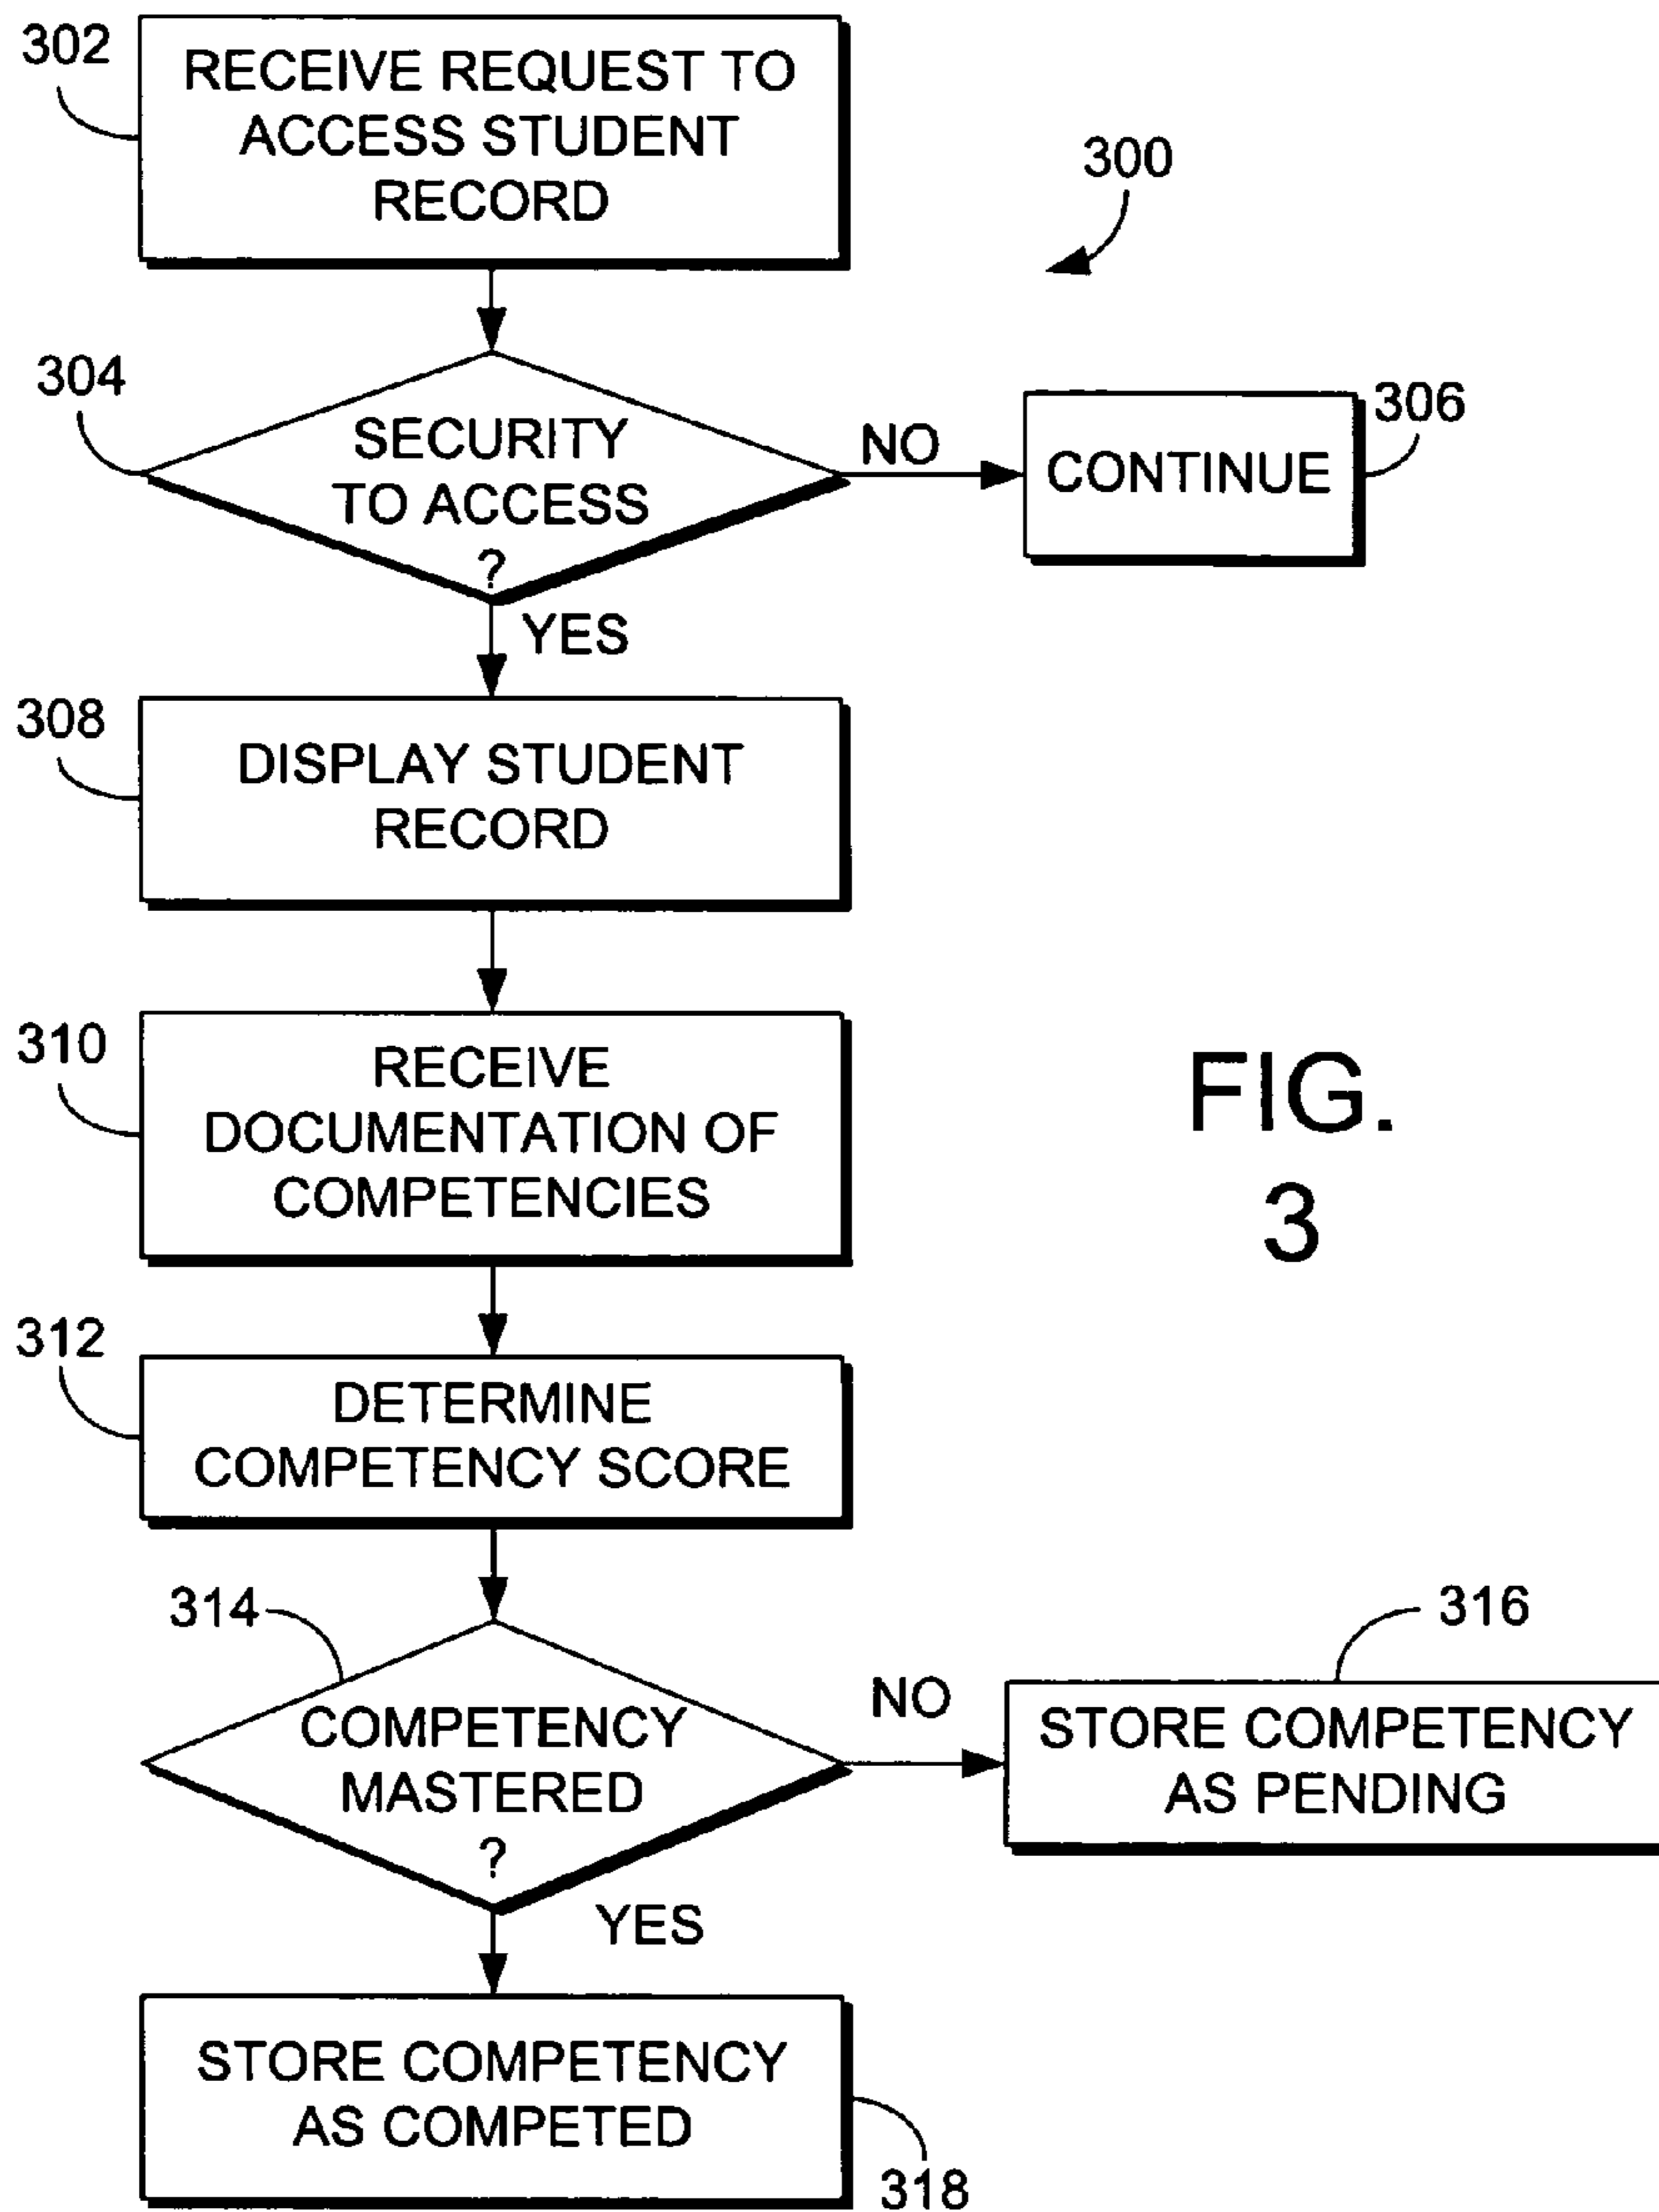 302
RECEIVE REQUEST TO
ACCESS STUDENT
RECORD
300
304
SECURITY
TO ACCESS
?
NO
CONTINUE
306
YES
308
DISPLAY STUDENT
RECORD
310
RECEIVE
DOCUMENTATION OF
COMPETENCIES
FIG.
3
312
DETERMINE
COMPETENCY SCORE
314
COMPETENCY
MASTERED
?
NO
316
STORE COMPETENCY
AS PENDING
YES
STORE COMPETENCY
AS COMPETED
318